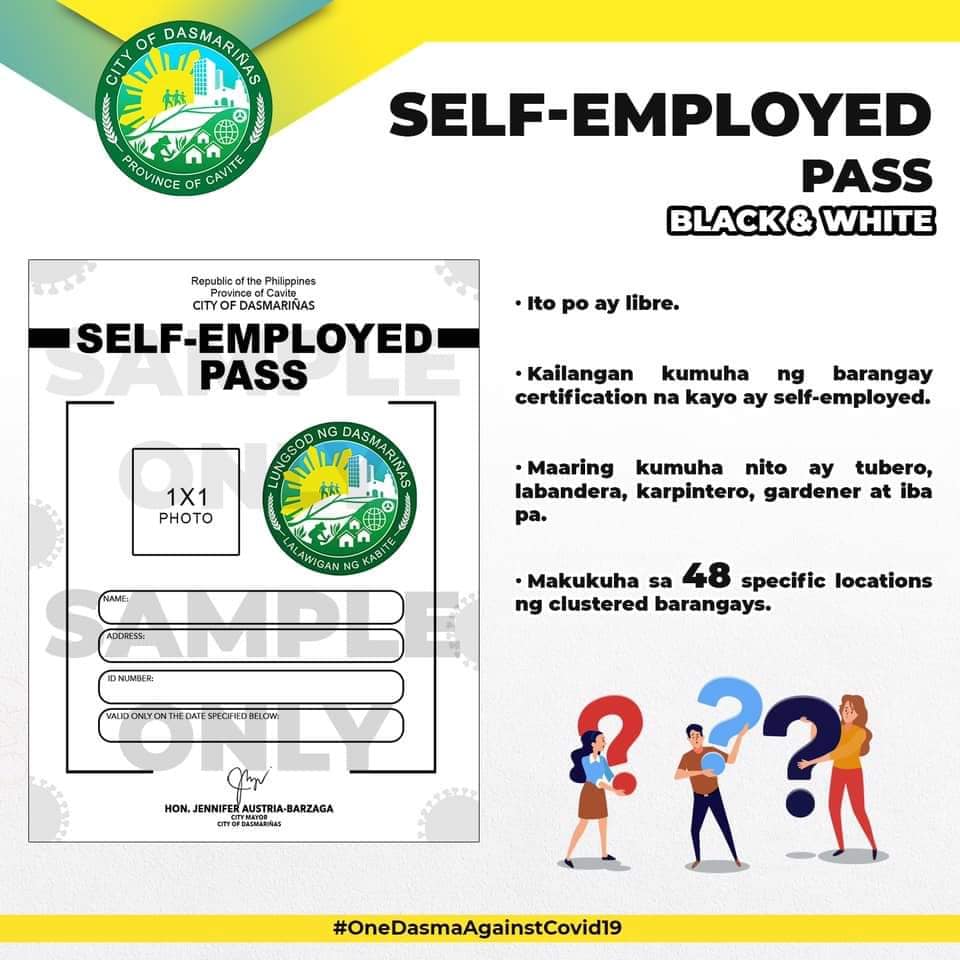 CITY OF DASMARIÑAS
PROVINCE OF CAVITE
SELF-EMPLOYED
PASS
BLACK & WHITE
Republic of the Philippines
Province of Cavite
CITY OF DASMARIÑAS
SELF-EMPLOYED
PASS
SAMPLE
ONLY
1X1
PHOTO
LUNGSOD NG DASMARIÑAS
LALAWIGAN NG KABITE
NAME:
SAMPLE
ADDRESS:
ID NUMBER:
VALID ONLY ON THE DATE SPECIFIED BELOW:
ONLY
HON. JENNIFER AUSTRIA-BARZAGA
CITY MAYOR
CITY OF DASMARIÑAS
• Ito po ay libre.
• Kailangan kumuha ng barangay
certification na kayo ay self-employed.
• Maaring kumuha nito ay tubero,
labandera, karpintero, gardener at iba
pa.
• Makukuha sa 48 specific locations
ng clustered barangays.
? ? ?
#OneDasmaAgainstCovid19